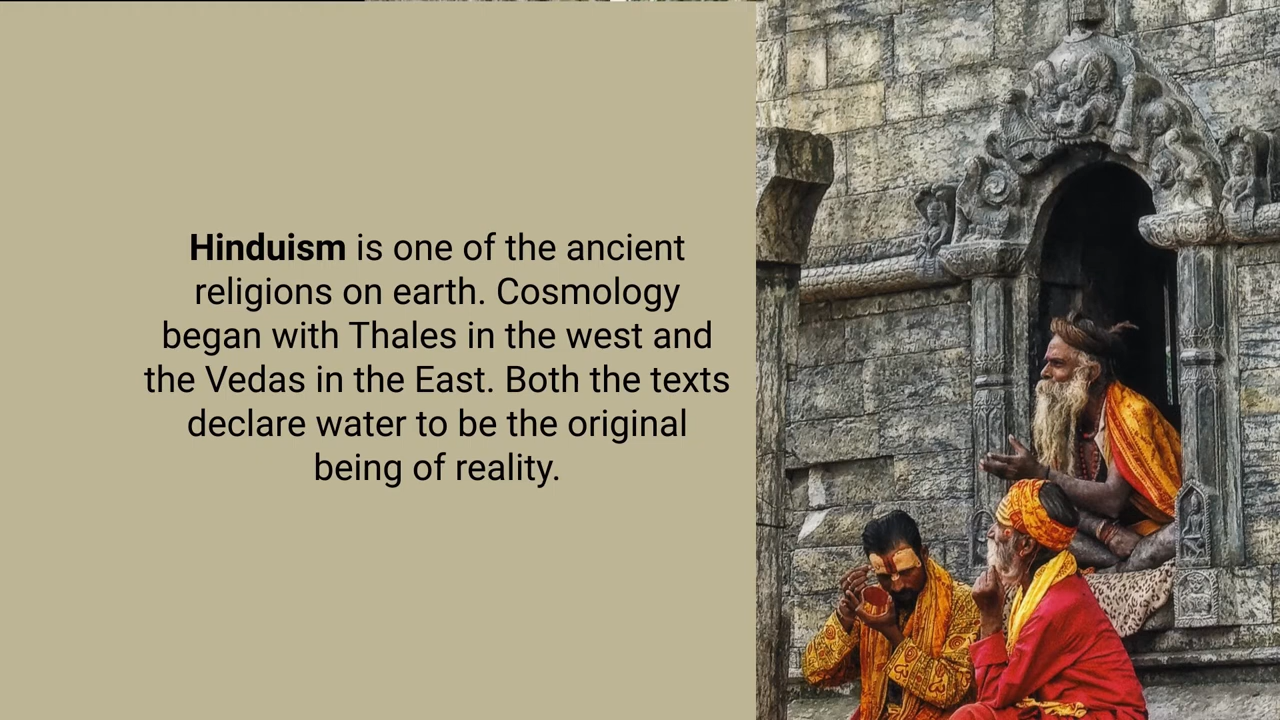 Hinduism is one of the ancient
religions on earth. Cosmology
began with Thales in the west and
the Vedas in the East. Both the texts
declare water to be the original
being of reality.